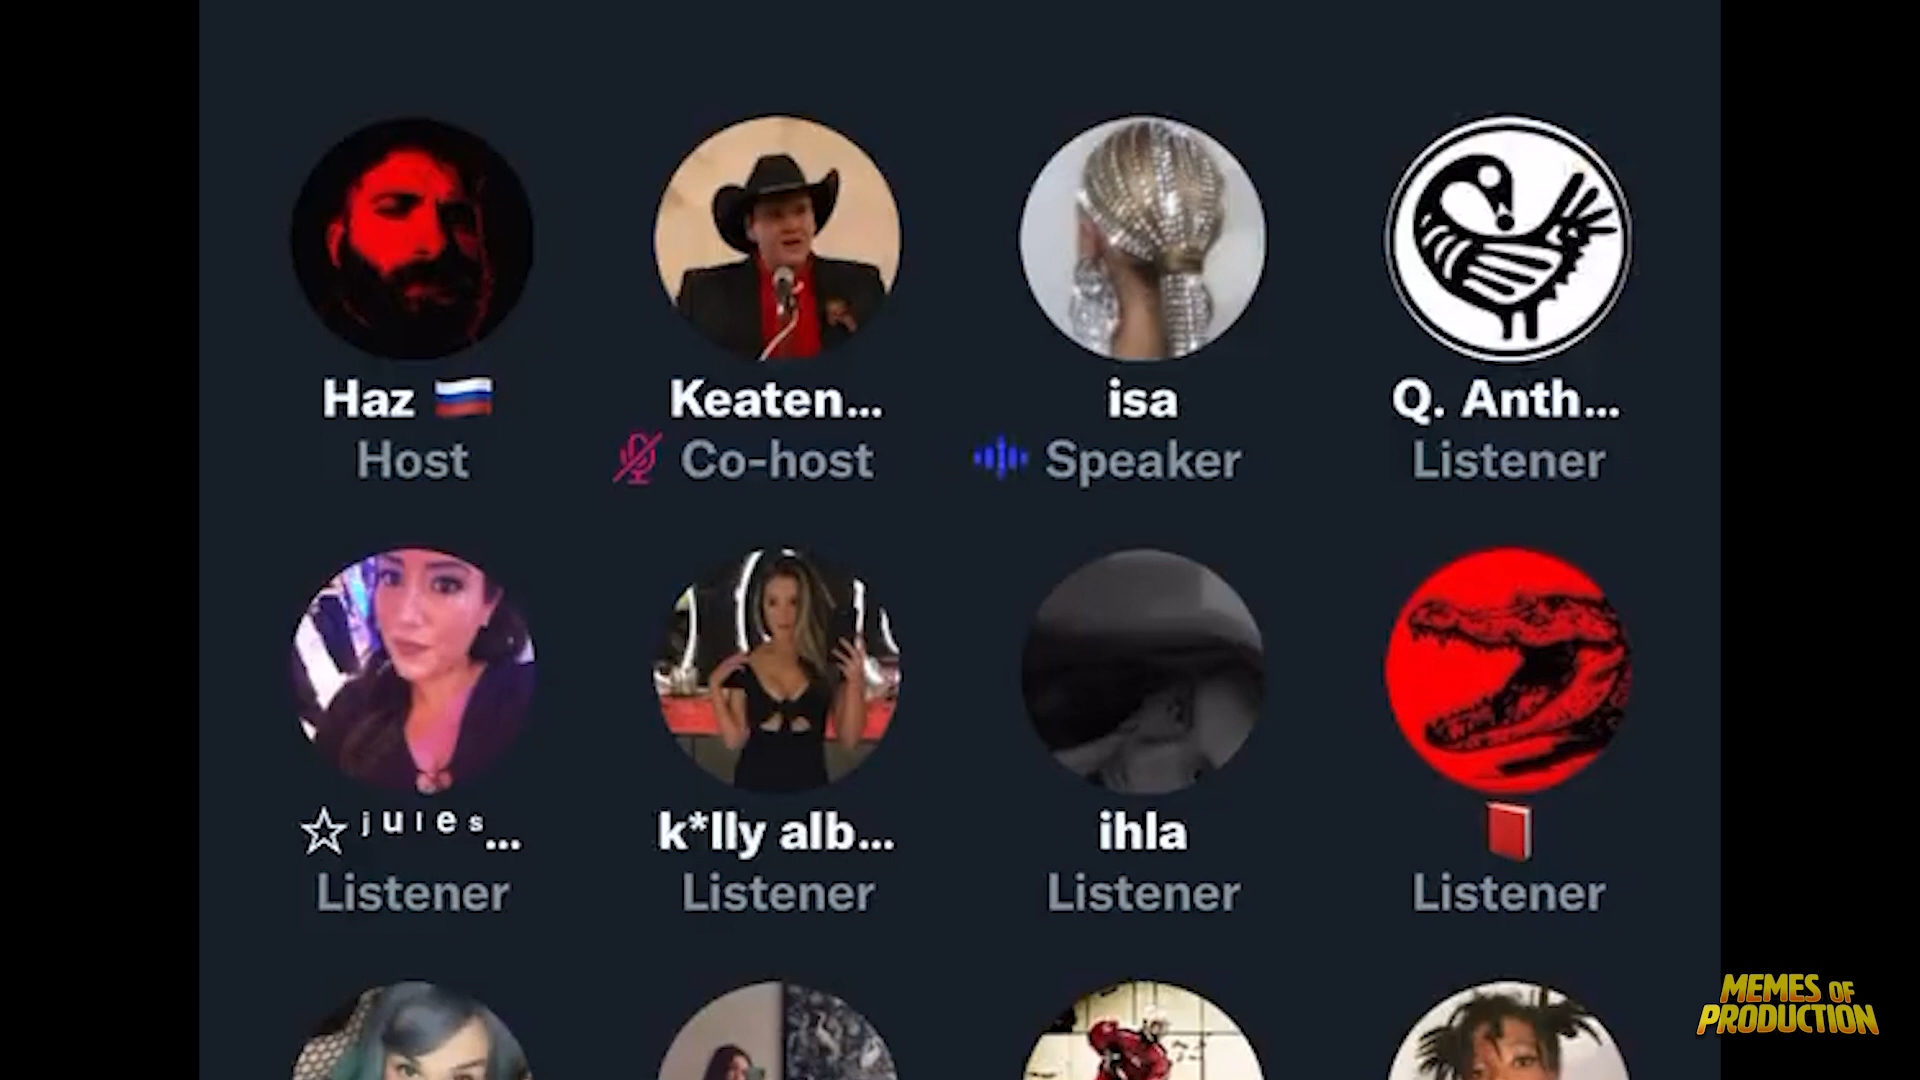 Haz 🇷🇺
Keaten...
isa
Q. Anth...
Host
Co-host
Speaker
Listener
☆ ʲᵘˡᵉˢ...
k*lly alb...
ihla
📕
Listener
Listener
Listener
Listener
MEMES OF
PRODUCTION